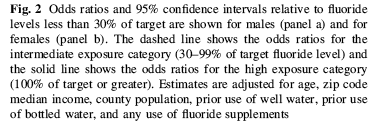 Fig. 2 Odds ratios and 95% confidence intervals relative to fluoride
levels less than 30% of target are shown for males (panel a) and for
females (panel b). The dashed line shows the odds ratios for the
intermediate exposure category (30–99% of target fluoride level) and
the solid line shows the odds ratios for the high exposure category
(100% of target or greater). Estimates are adjusted for age, zip code
median income, county population, prior use of well water, prior use
of bottled water, and any use of fluoride supplements